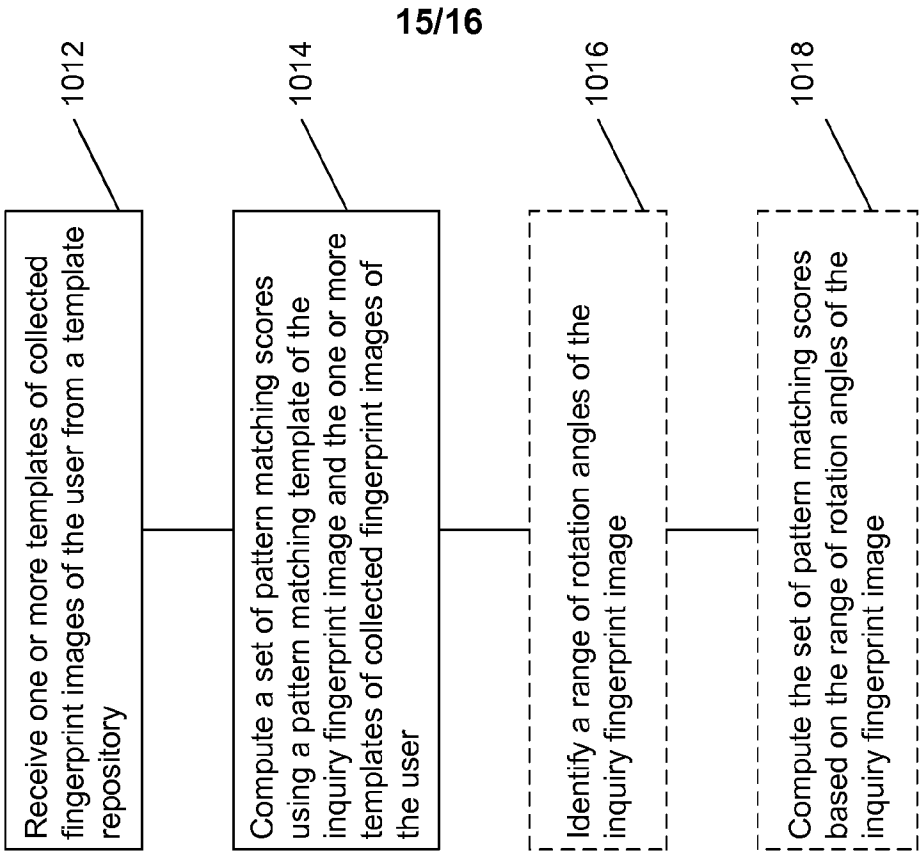 15/16
Receive one or more templates of collected
fingerprint images of the user from a template
repository
1012
Compute a set of pattern matching scores
using a pattern matching template of the
inquiry fingerprint image and the one or more
templates of collected fingerprint images of
the user
1014
Identify a range of rotation angles of the
inquiry fingerprint image
1016
Compute the set of pattern matching scores
based on the range of rotation angles of the
inquiry fingerprint image
1018